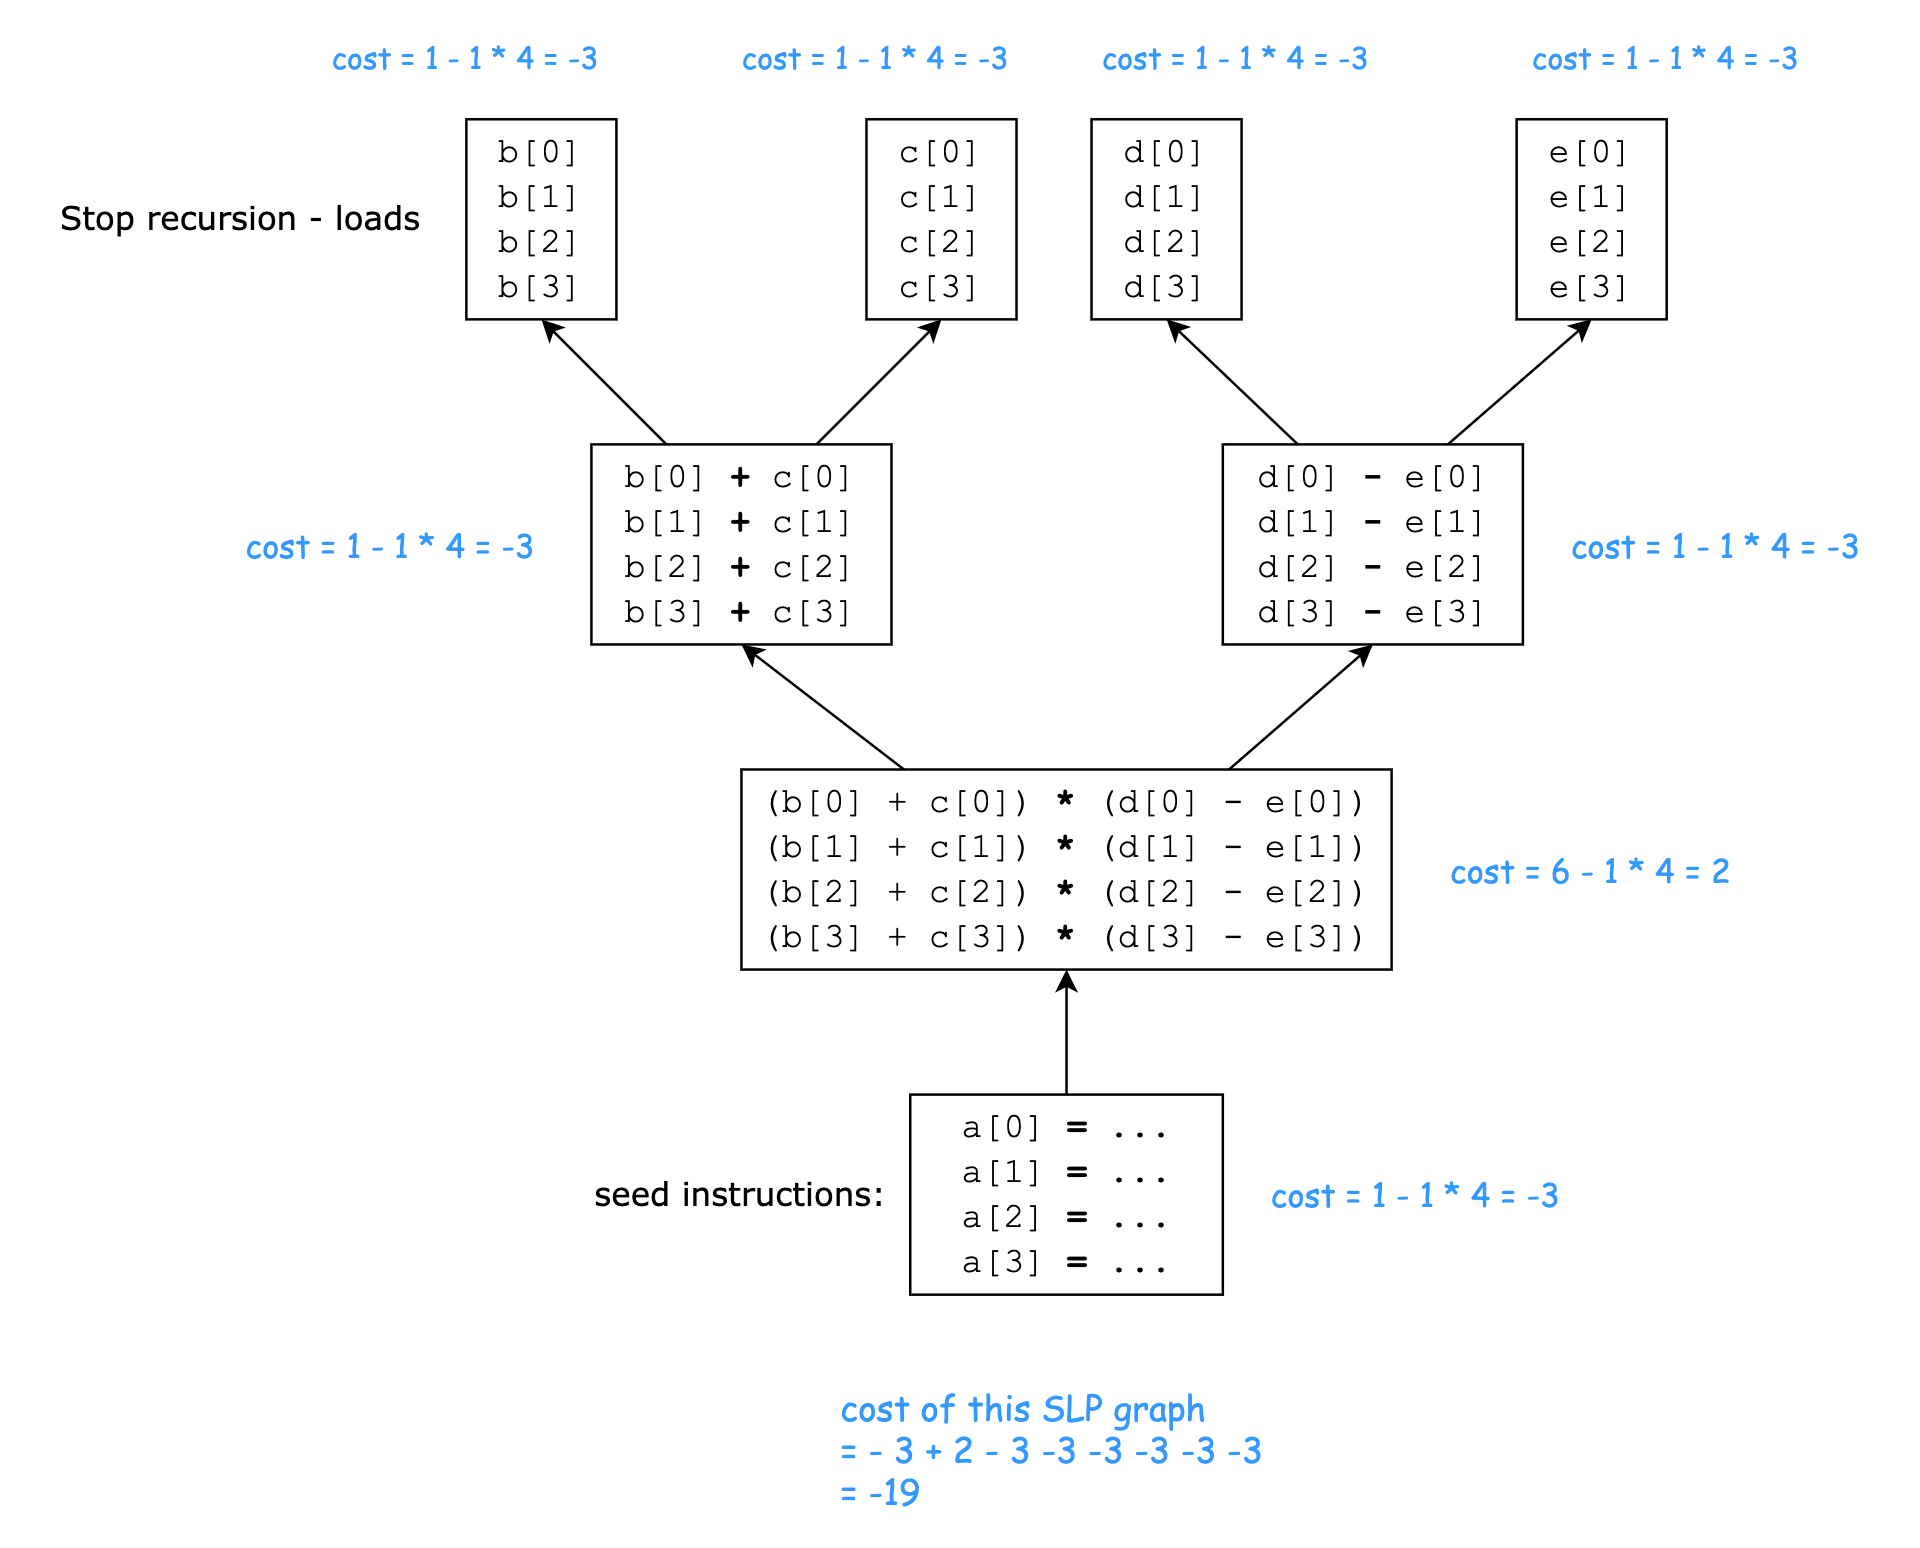 cost = 1 - 1 * 4 = -3
cost = 1 - 1 * 4 = -3
cost = 1 - 1 * 4 = -3
cost = 1 - 1 * 4 = -3
Stop recursion - loads
b[0]
b[1]
b[2]
b[3]
c[0]
c[1]
c[2]
c[3]
d[0]
d[1]
d[2]
d[3]
e[0]
e[1]
e[2]
e[3]
cost = 1 - 1 * 4 = -3
b[0] + c[0]
b[1] + c[1]
b[2] + c[2]
b[3] + c[3]
d[0] - e[0]
d[1] - e[1]
d[2] - e[2]
d[3] - e[3]
cost = 1 - 1 * 4 = -3
(b[0] + c[0]) * (d[0] - e[0])
(b[1] + c[1]) * (d[1] - e[1])
(b[2] + c[2]) * (d[2] - e[2])
(b[3] + c[3]) * (d[3] - e[3])
cost = 6 - 1 * 4 = 2
seed instructions:
a[0] = ...
a[1] = ...
a[2] = ...
a[3] = ...
cost = 1 - 1 * 4 = -3
cost of this SLP graph
= - 3 + 2 - 3 -3 -3 -3 -3 -3
= -19